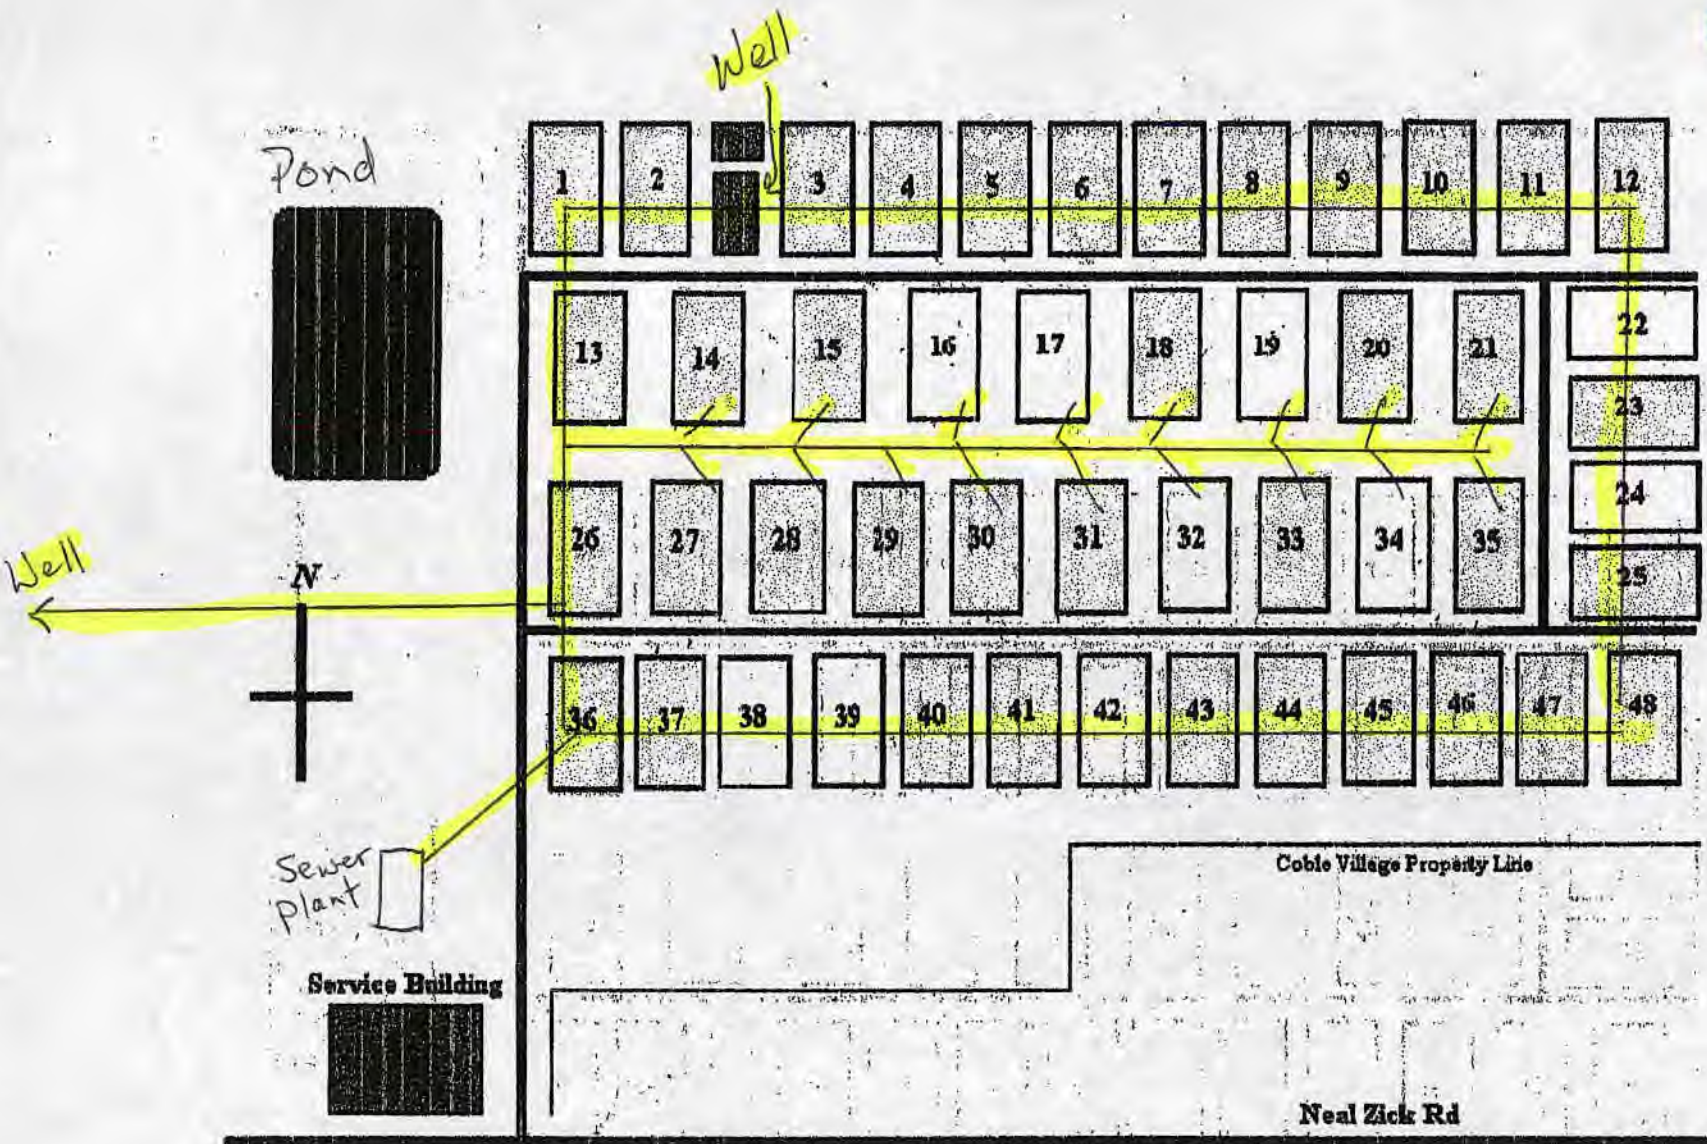 Well
Pond
1 2 3 4 5 6 7 8 9 10 11 12
13 14 15 16 17 18 19 20 21
22
23
24
25
Well
N
26 27 28 29 30 31 32 33 34 35
36 37 38 39 40 41 42 43 44 45 46 47 48
Sewer
plant
Coble Village Property Line
Service Building
Neal Zick Rd